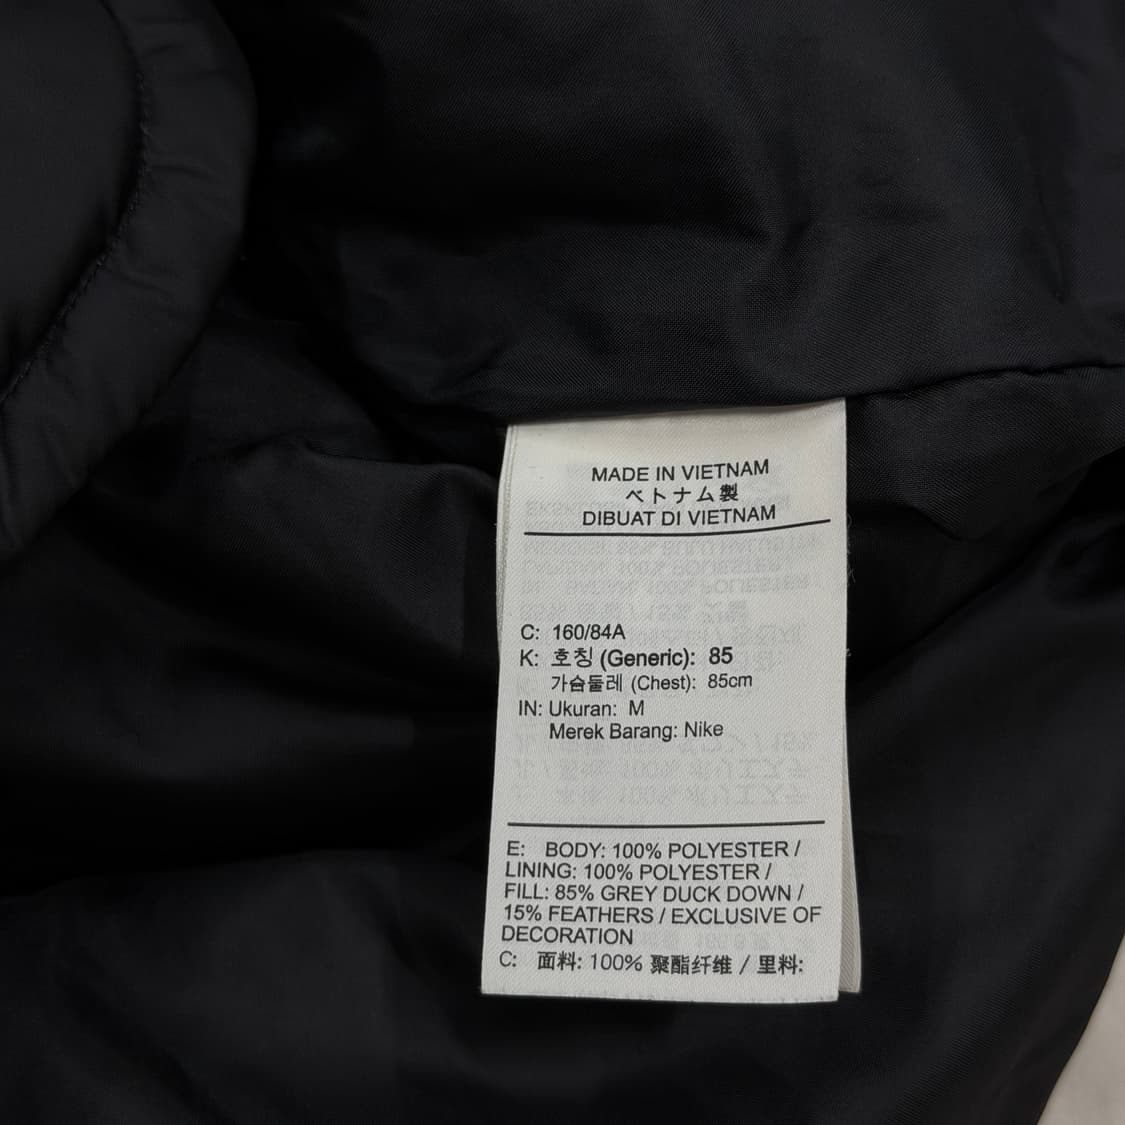 MADE IN VIETNAM
ベトナム製
DIBUAT DI VIETNAM
C: 160/84A
K: 호칭 (Generic): 85
가슴둘레 (Chest): 85cm
IN: Ukuran: M
Merek Barang: Nike
E: BODY: 100% POLYESTER /
LINING: 100% POLYESTER /
FILL: 85% GREY DUCK DOWN /
15% FEATHERS / EXCLUSIVE OF
DECORATION
C: 面料: 100% 聚酯纤维 / 里料: